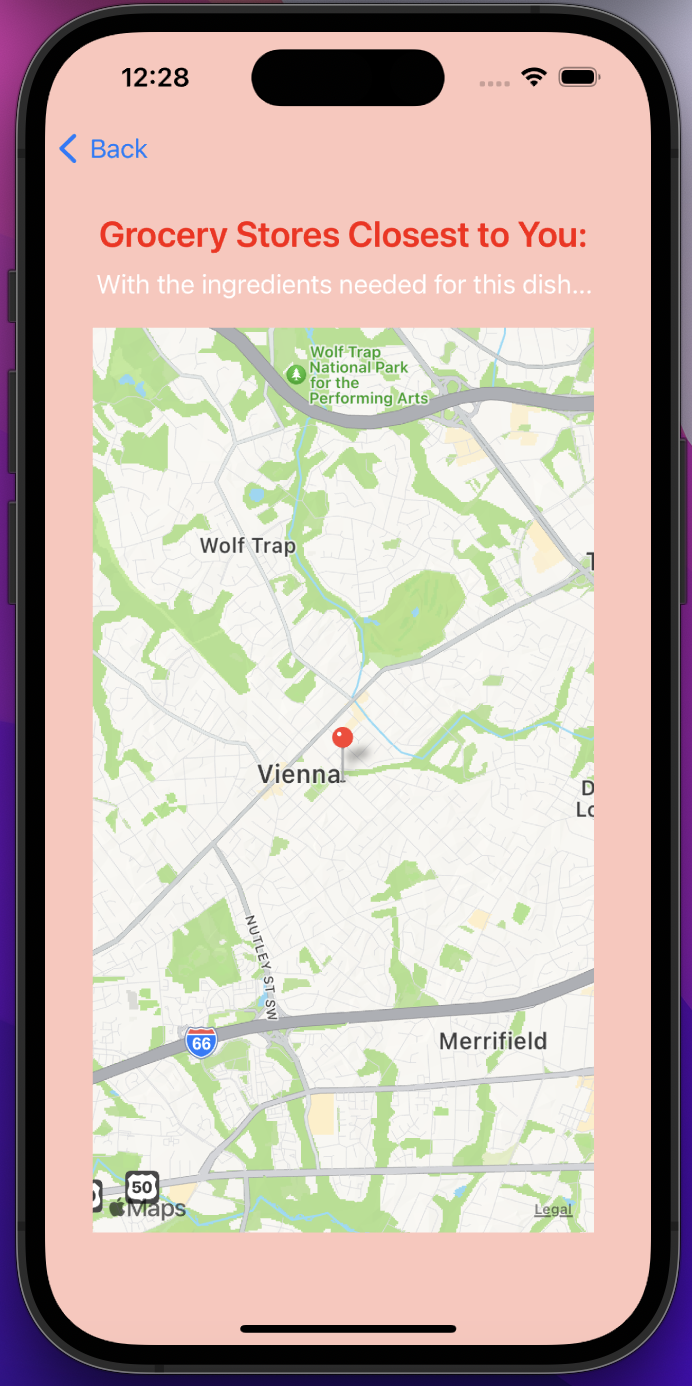 12:28
Back
Grocery Stores Closest to You:
With the ingredients needed for this dish...
Wolf Trap
National Park
for the
Performing Arts
Wolf Trap
T
Vienna
D
Lo
NUTLEY ST SW
66
Merrifield
50
Maps
Legal